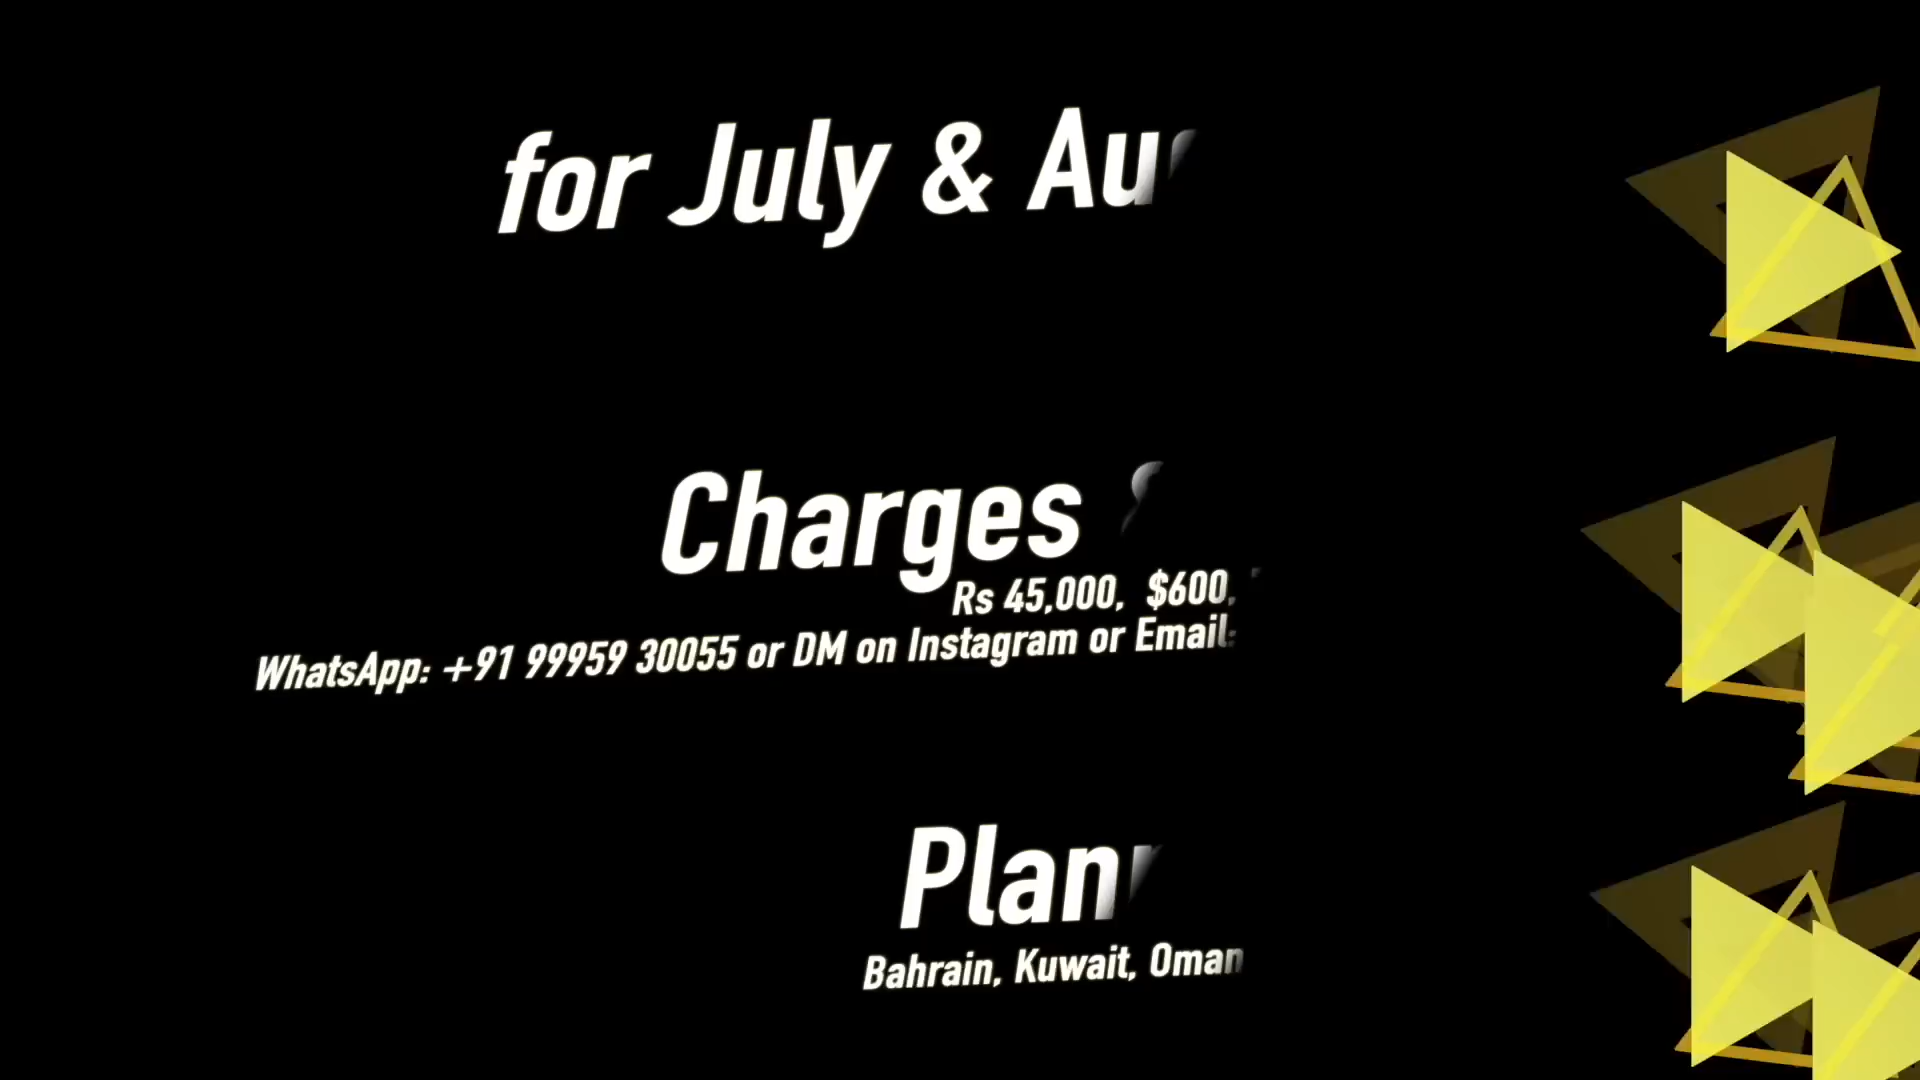 for July & Au
Charges
Rs 45,000, $600,
WhatsApp: +91 99959 30055 or DM on Instagram or Email:
Plan
Bahrain, Kuwait, Oman